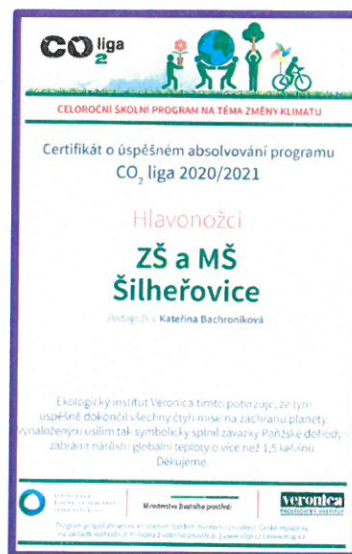 CO2 liga
CELOROČNÍ ŠKOLNÍ PROGRAM NA TÉMA ZMĚNY KLIMATU
Certifikát o úspěšném absolvování programu
CO2 liga 2020/2021
Hlavonožci
ZŠ a MŠ
Šilheřovice
Kateřina Bachroníková
Ekologický institut Veronica tímto potvrzuje, že tým
úspěšně dokončil všechny čtyři mise na záchranu planety.
Vynaloženým úsilím tak symbolicky splnil závazky Pařížské dohody -
zabránit nárůstu globální teploty o více než 1,5 kelvinu.
Děkujeme.
Ministerstvo životního prostředí
veronica
EKOLOGICKÝ INSTITUT